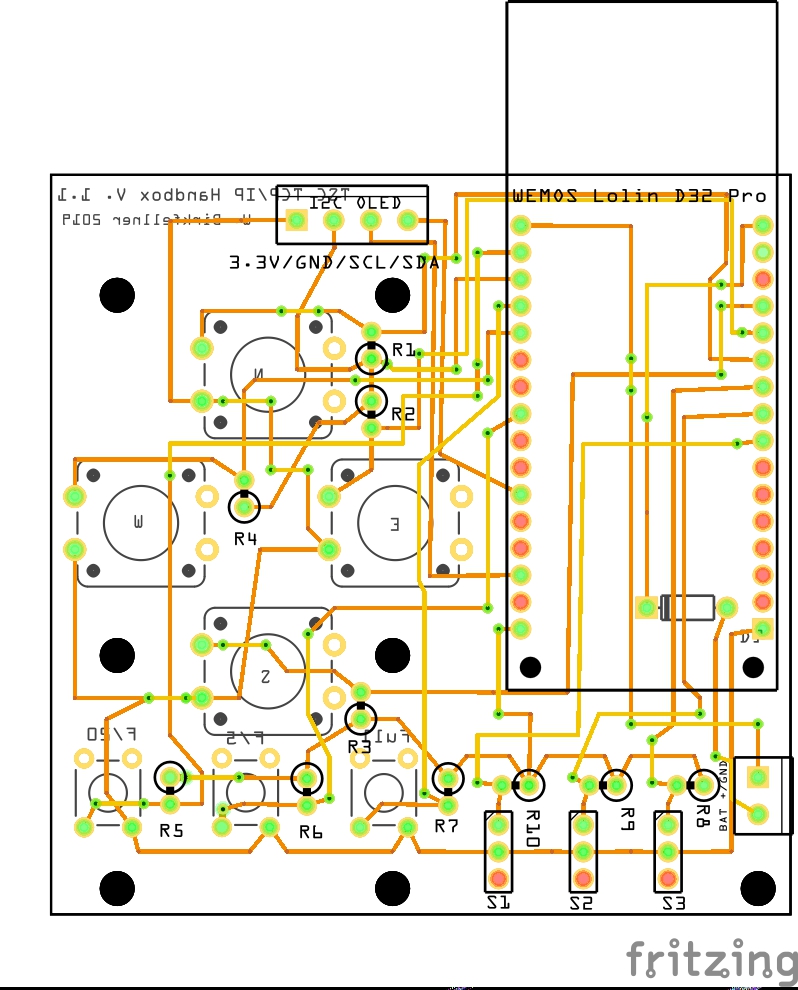 TSC TCP/IP Handbox V. 1.1
W. Birkfellner 2019
I2C OLED
WEMOS Lolin D32 Pro
3.3V/GND/SCL/SDA
N
R1
R2
W
E
R4
D1
S
F/20
F/5
Full
R3
R5
R6
R7
R10
R9
R8
BAT +/GND
S1
S2
S3
fritzing